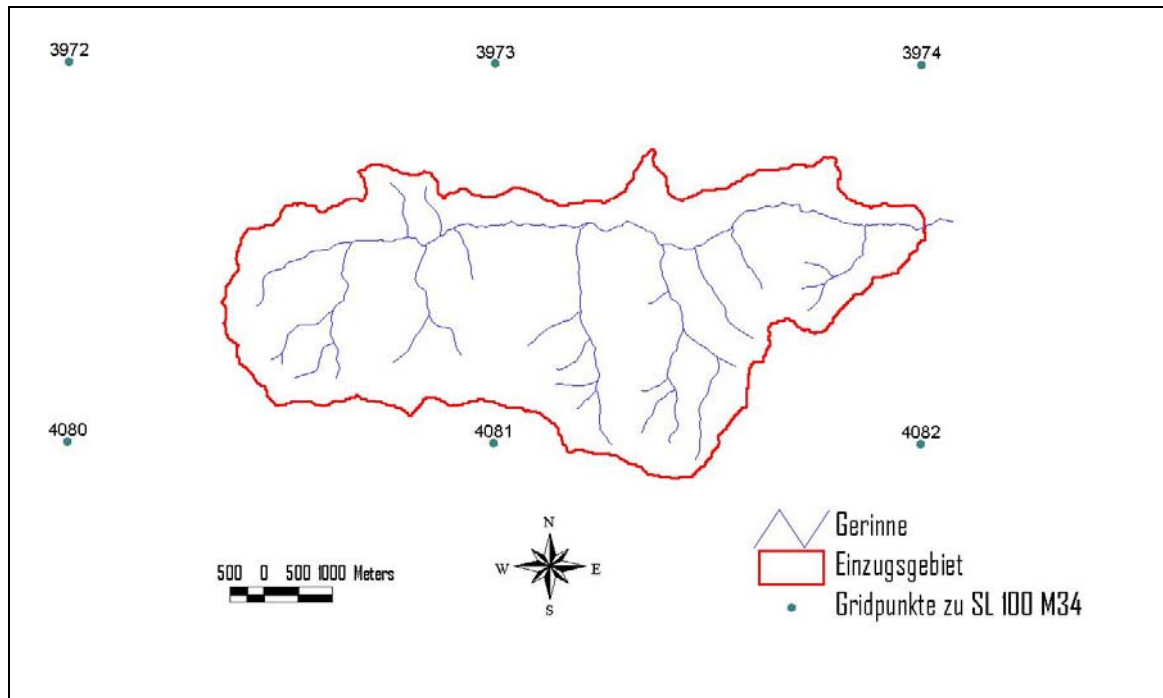 3972
3973
3974
4080
4081
4082
N
W E
S
500 0 500 1000 Meters
Gerinne
Einzugsgebiet
Gridpunkte zu SL 100 M34